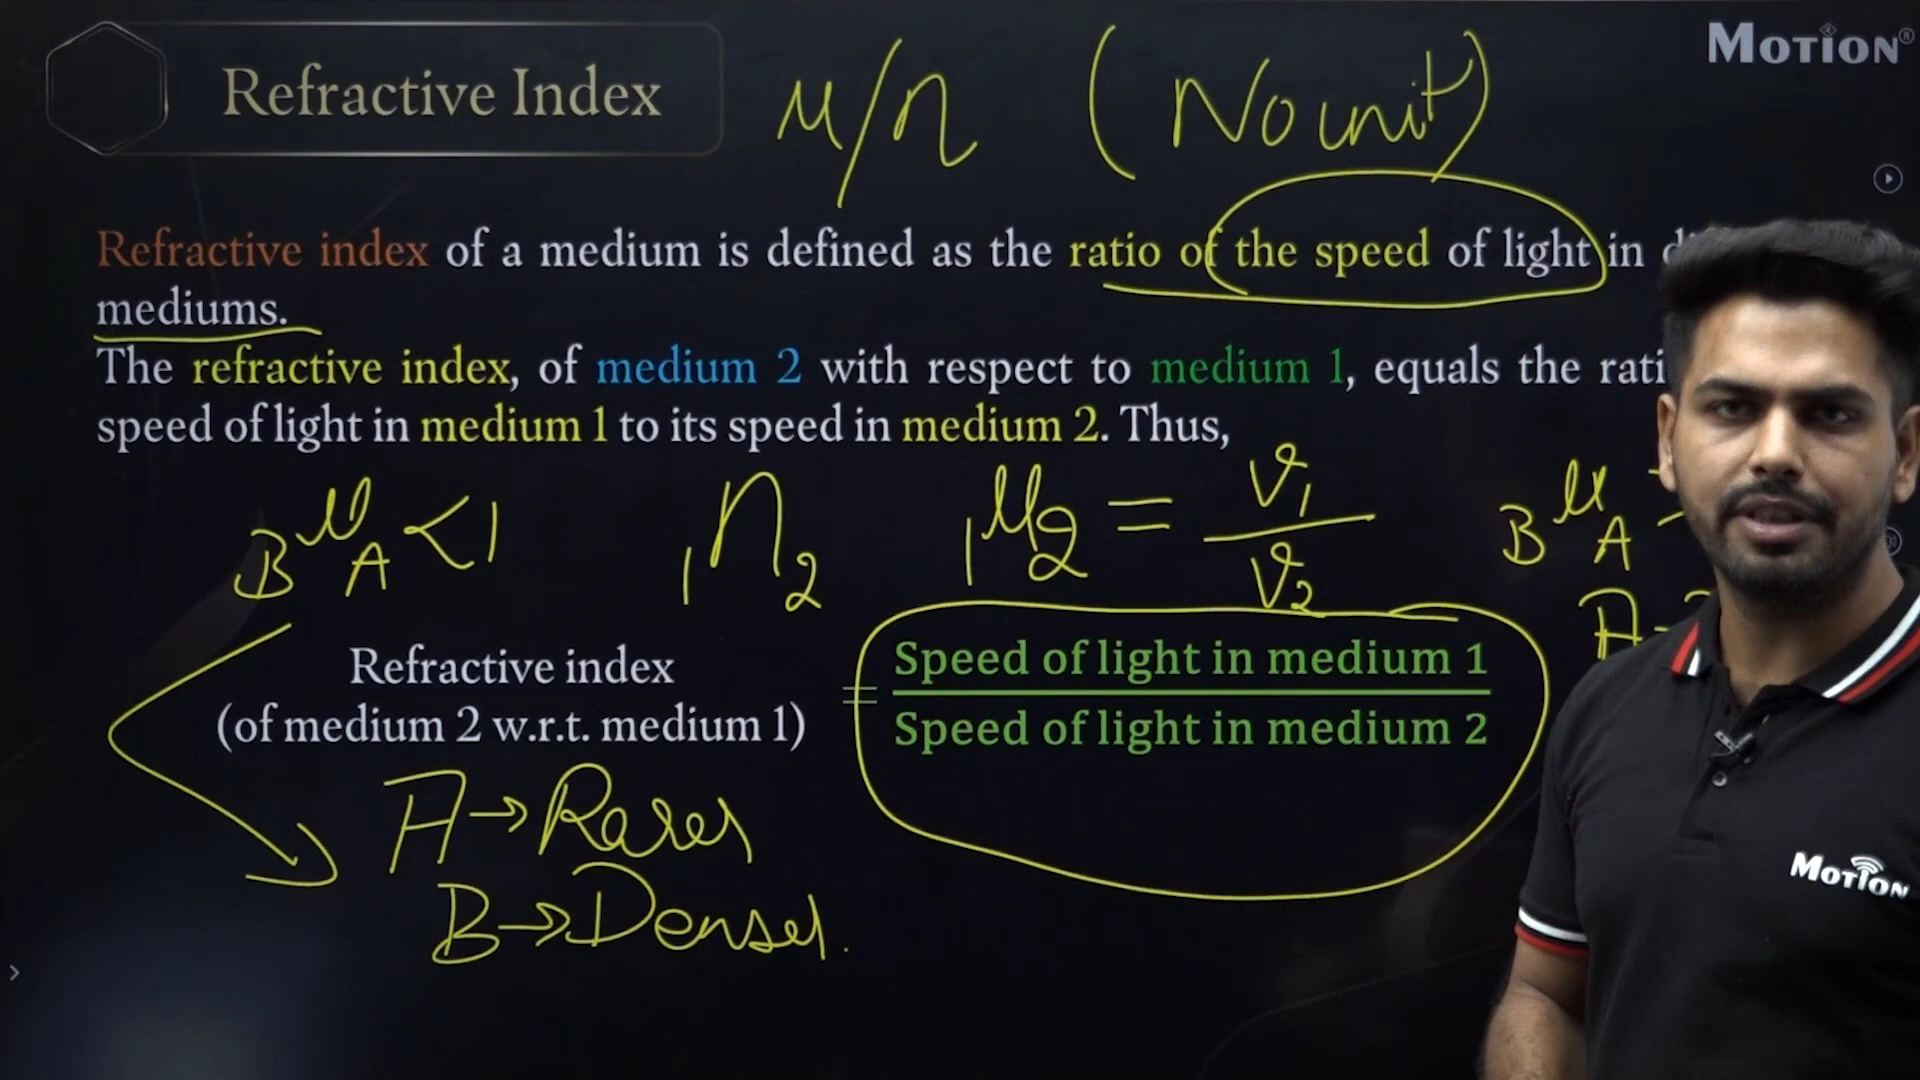 MOTION®
Refractive Index
μ/n (No unit)
Refractive index of a medium is defined as the ratio of the speed of light in
mediums.
The refractive index, of medium 2 with respect to medium 1, equals the
speed of light in medium 1 to its speed in medium 2. Thus,
BμA < 1 1n2 1μ2 = v1/v2 BμA
Refractive index
(of medium 2 w.r.t. medium 1)
= Speed of light in medium 1
Speed of light in medium 2
A → Rarer
B → Denser.
MOTION